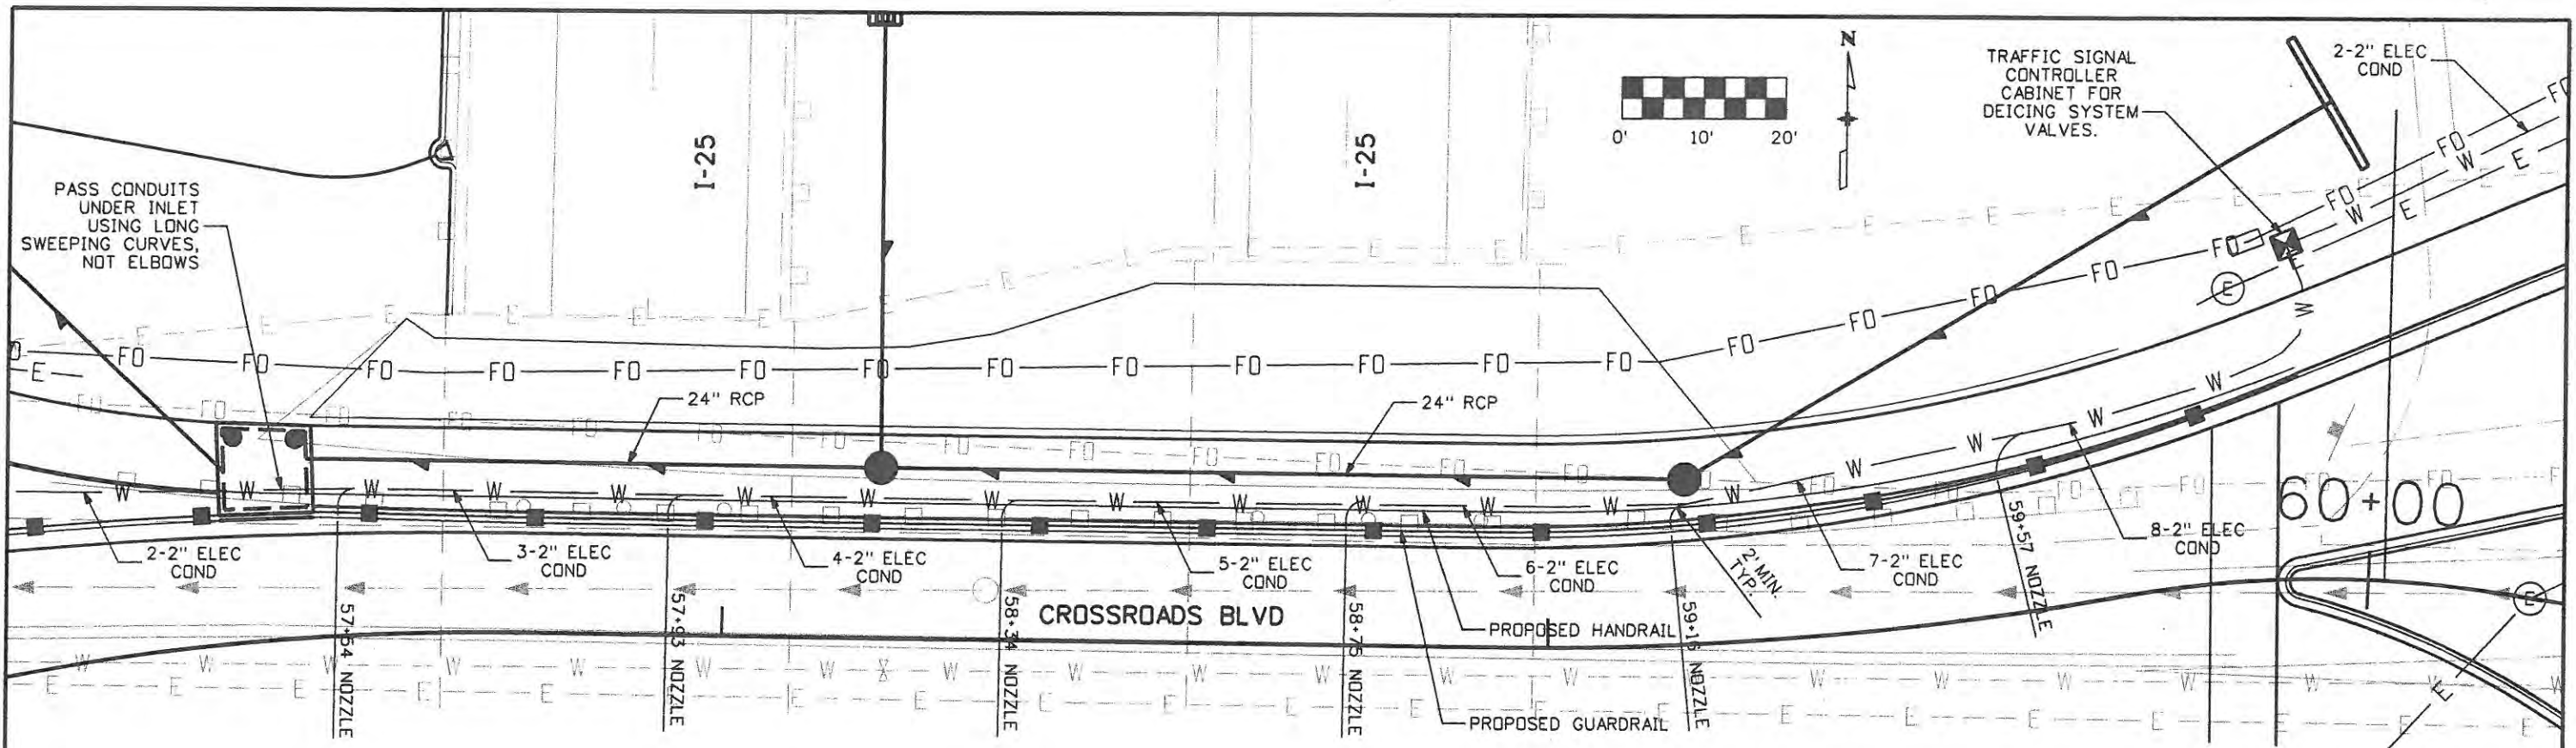 I-25
I-25
N
0' 10' 20'
TRAFFIC SIGNAL
CONTROLLER
CABINET FOR
DEICING SYSTEM
VALVES.
2-2" ELEC
COND
PASS CONDUITS
UNDER INLET
USING LONG
SWEEPING CURVES,
NOT ELBOWS
24" RCP
24" RCP
2-2" ELEC
COND
3-2" ELEC
COND
4-2" ELEC
COND
5-2" ELEC
COND
6-2" ELEC
COND
7-2" ELEC
COND
8-2" ELEC
COND
2' MIN.
TYP.
60+00
57+54 NOZZLE
57+93 NOZZLE
58+34 NOZZLE
58+75 NOZZLE
59+16 NOZZLE
59+57 NOZZLE
CROSSROADS BLVD
PROPOSED HANDRAIL
PROPOSED GUARDRAIL
FO FO FO FO FO FO FO FO FO FO FO FO FO FO FO FO FO FO
W W W W W W W W W W W W W W W W W W W
E E E E E